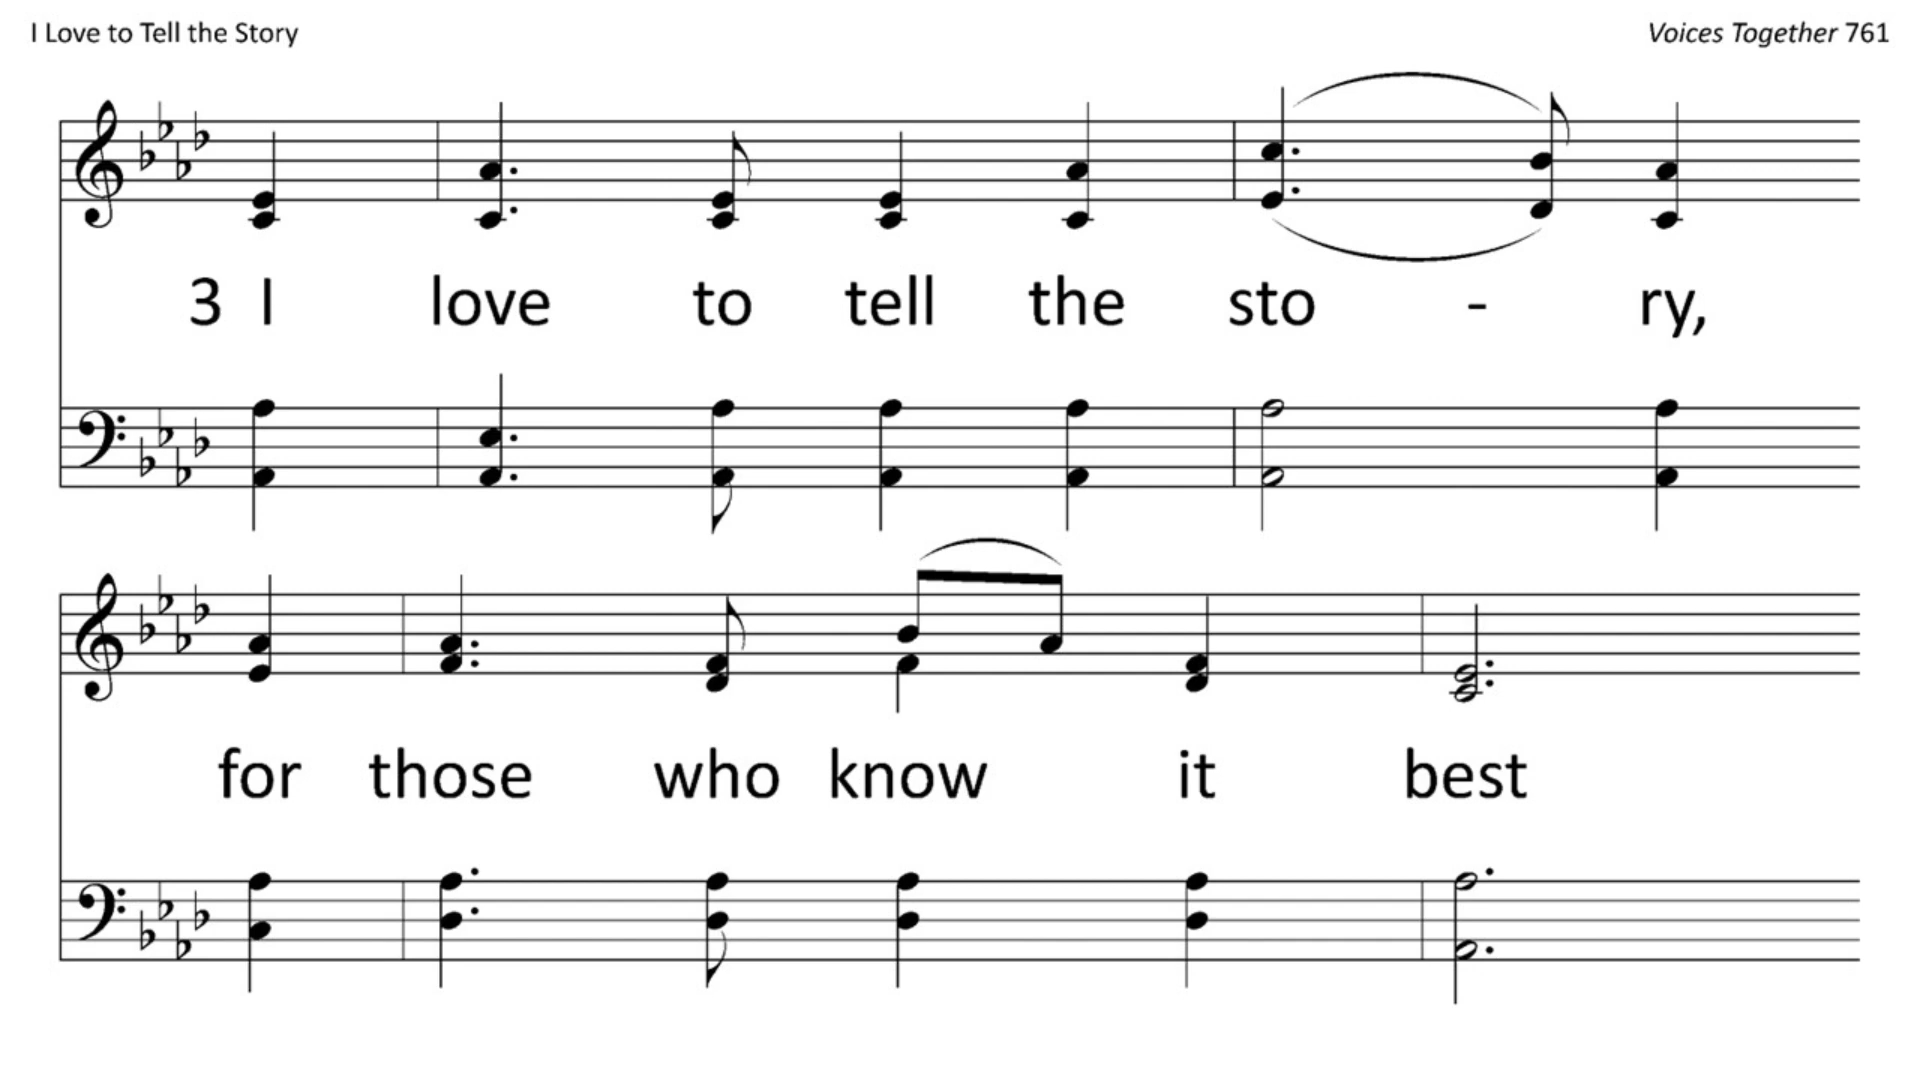 I Love to Tell the Story
Voices Together 761
3 I love to tell the sto - ry,
for those who know it best